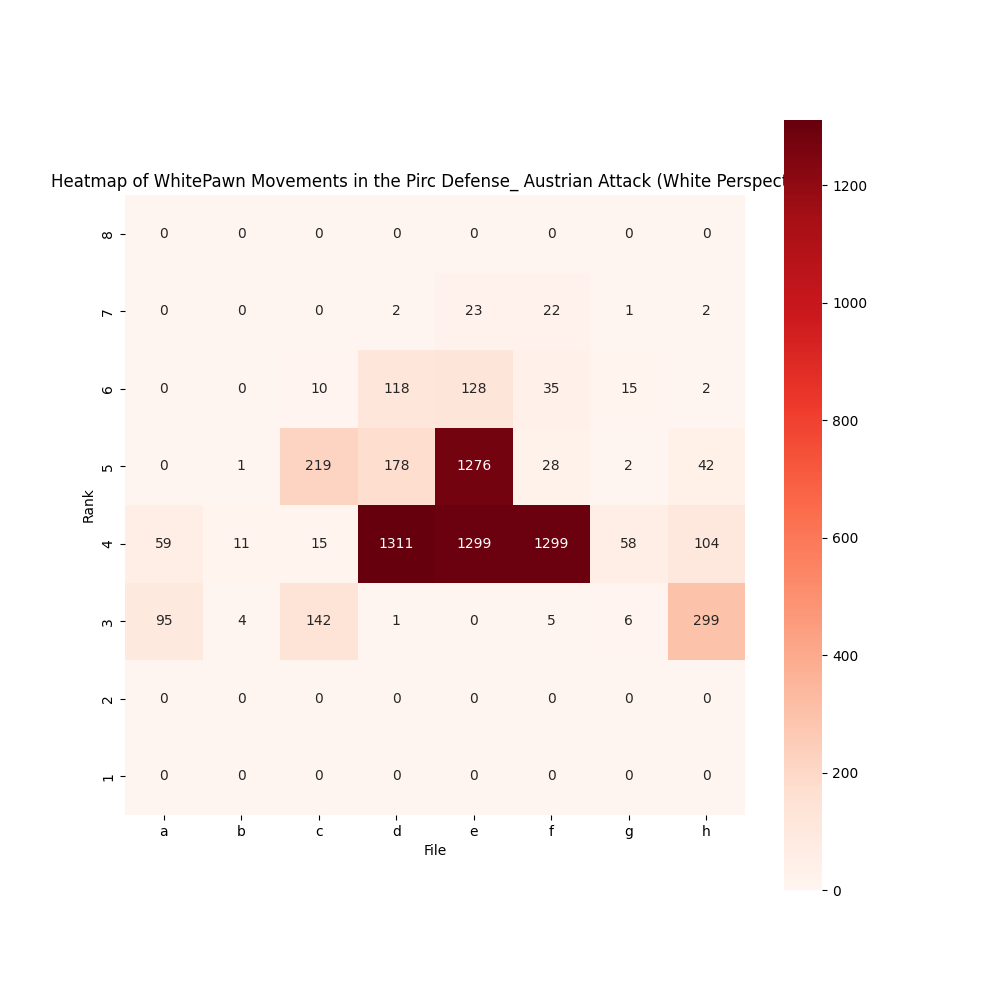 Heatmap of WhitePawn Movements in the Pirc Defense_ Austrian Attack (White Perspect
8 0 0 0 0 0 0 0 0
1200
7 0 0 0 2 23 22 1 2
1000
6 0 0 10 118 128 35 15 2
800
5 0 1 219 178 1276 28 2 42
Rank
4 59 11 15 1311 1299 1299 58 104
600
3 95 4 142 1 0 5 6 299
400
2 0 0 0 0 0 0 0 0
200
1 0 0 0 0 0 0 0 0
a b c d e f g h
File
0